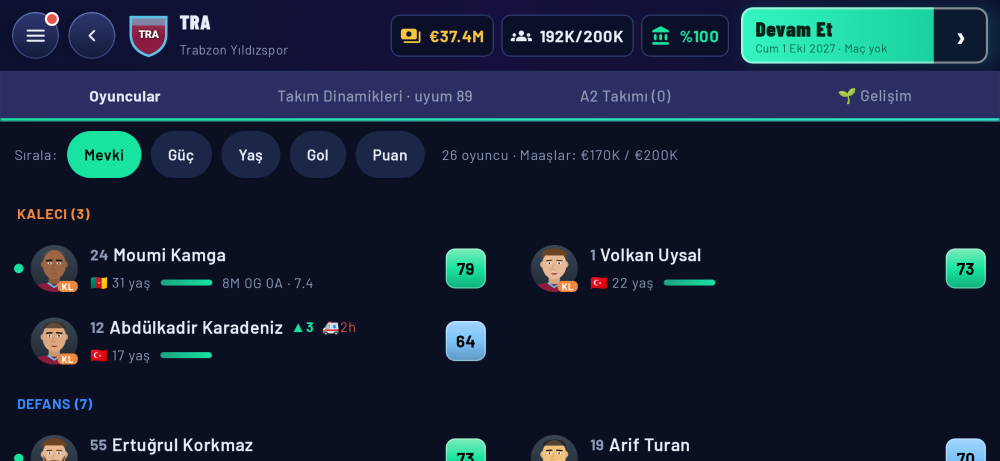 TRA
TRA
Trabzon Yıldızspor
€37.4M
192K/200K
%100
Devam Et
Cum 1 Eki 2027 · Maç yok
Oyuncular
Takım Dinamikleri · uyum 89
A2 Takımı (0)
Gelişim
Sırala:
Mevki
Güç
Yaş
Gol
Puan
26 oyuncu · Maaşlar: €170K / €200K
KALECI (3)
24 Moumi Kamga
KL
31 yaş
8M 0G 0A · 7.4
79
1 Volkan Uysal
KL
22 yaş
73
12 Abdülkadir Karadeniz ▲3 2h
KL
17 yaş
64
DEFANS (7)
55 Ertuğrul Korkmaz
73
19 Arif Turan
70